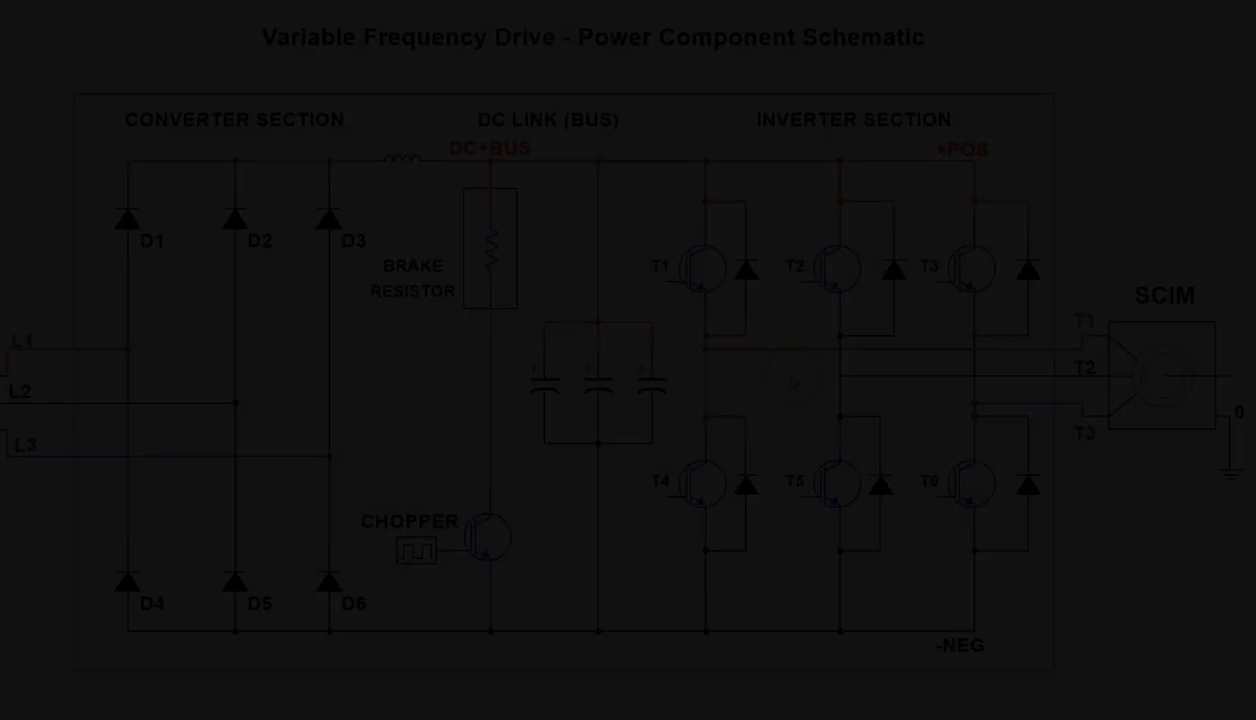 Variable Frequency Drive - Power Component Schematic
CONVERTER SECTION
DC LINK (BUS)
INVERTER SECTION
DC+BUS
+POS
D1
D2
D3
BRAKE
RESISTOR
T1
T2
T3
SCIM
T1
L1
T2
L2
T3
L3
T4
T5
T6
CHOPPER
D4
D5
D6
-NEG